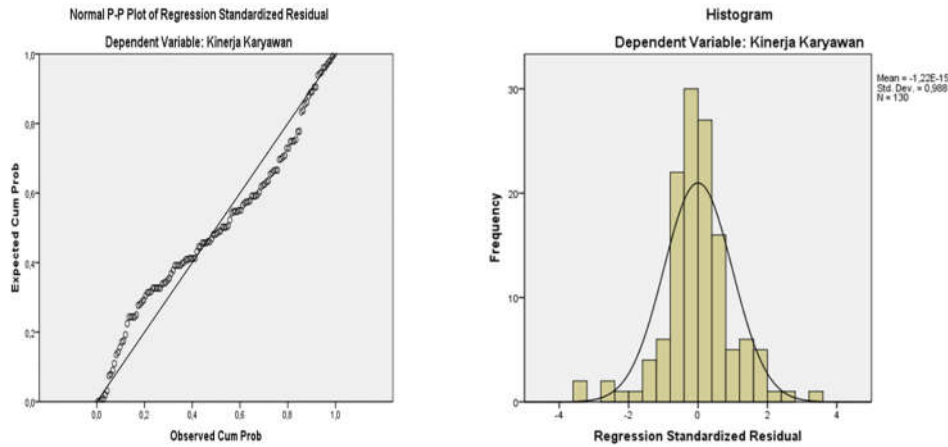 Normal P-P Plot of Regression Standardized Residual
Dependent Variable: Kinerja Karyawan
1,0
0,8
0,6
0,4
0,2
0,0
Expected Cum Prob
0,0 0,2 0,4 0,6 0,8 1,0
Observed Cum Prob
Histogram
Dependent Variable: Kinerja Karyawan
Mean = -1,22E-15
Std. Dev. = 0,988
N = 130
30
20
10
0
Frequency
-4 -2 0 2 4
Regression Standardized Residual